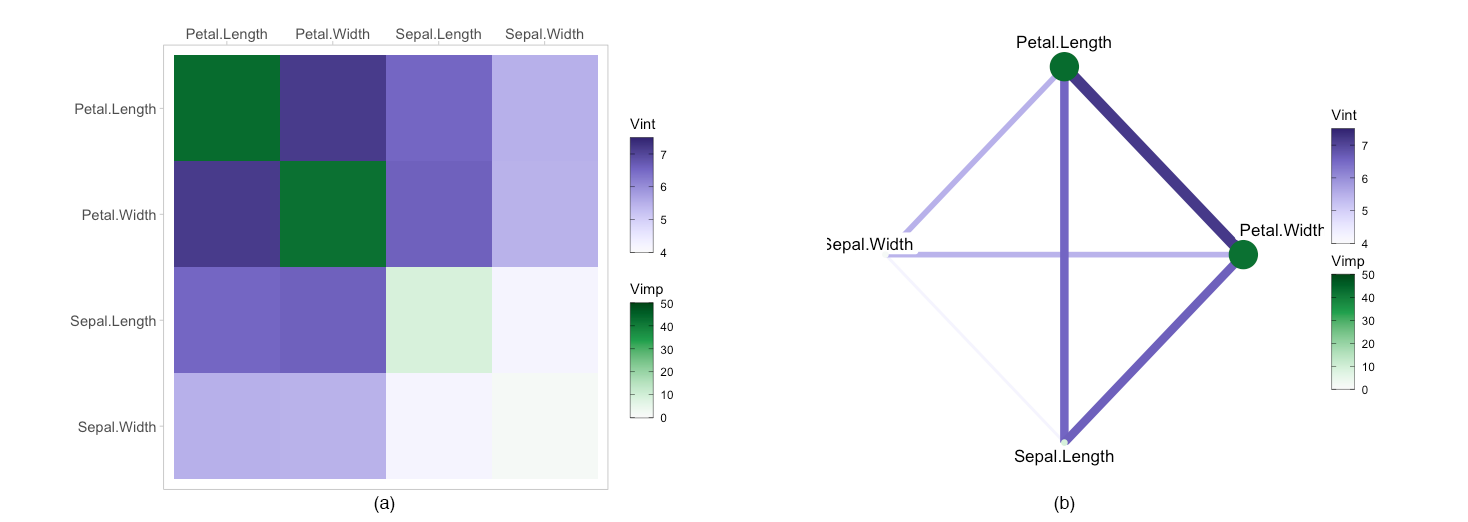 Petal.Length Petal.Width Sepal.Length Sepal.Width
Petal.Length
Petal.Width
Sepal.Length
Sepal.Width
Vint
7
6
5
4
Vimp
50
40
30
20
10
0
(a)
Petal.Length
Sepal.Width
Petal.Width
Sepal.Length
Vint
7
6
5
4
Vimp
50
40
30
20
10
0
(b)